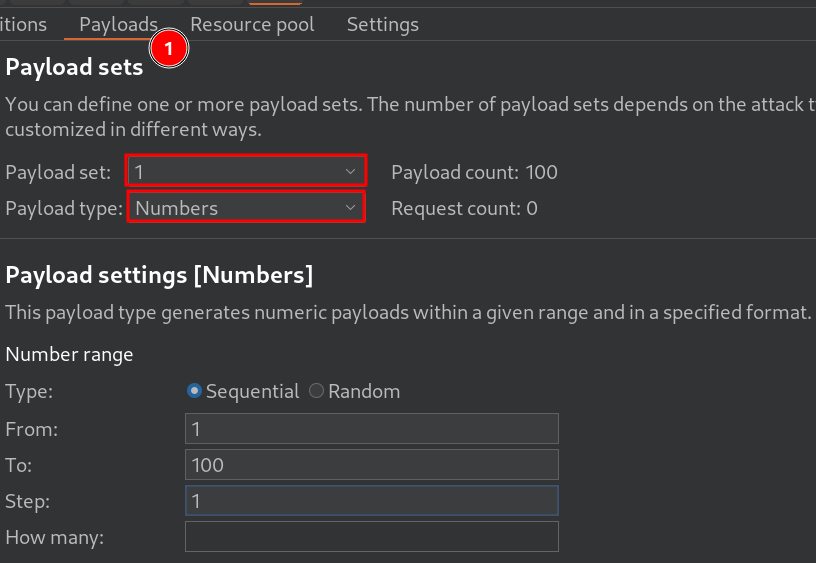 itions Payloads Resource pool Settings
1
Payload sets
You can define one or more payload sets. The number of payload sets depends on the attack t
customized in different ways.
Payload set: 1 Payload count: 100
Payload type: Numbers Request count: 0
Payload settings [Numbers]
This payload type generates numeric payloads within a given range and in a specified format.
Number range
Type: Sequential Random
From: 1
To: 100
Step: 1
How many: